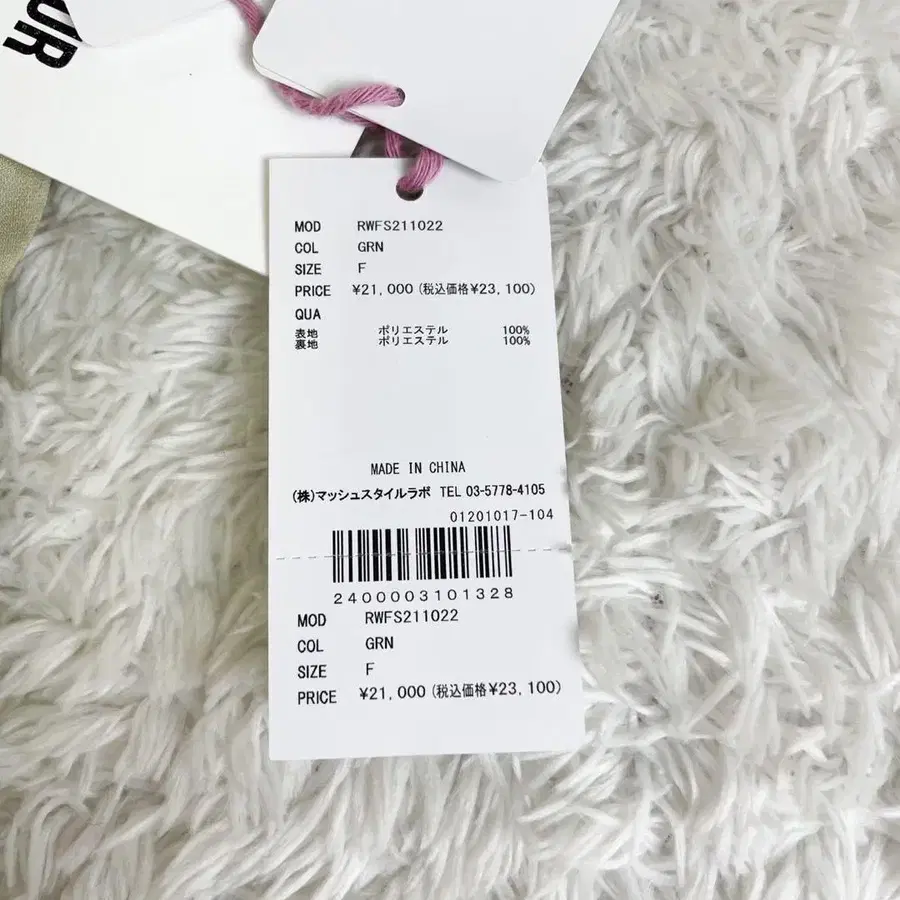 UR
MOD RWFS211022
COL GRN
SIZE F
PRICE ¥21,000 (税込価格¥23,100)
QUA
表地 ポリエステル 100%
裏地 ポリエステル 100%
MADE IN CHINA
(株)マッシュスタイルラボ TEL 03-5778-4105
01201017-104
2400003101328
MOD RWFS211022
COL GRN
SIZE F
PRICE ¥21,000 (税込価格¥23,100)